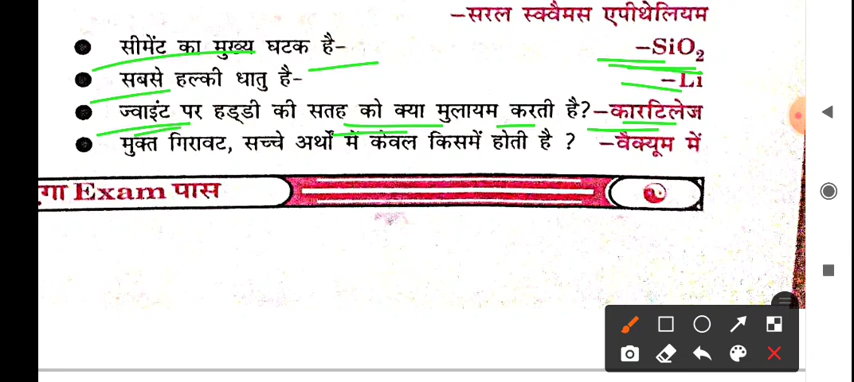 –सरल स्क्वैमस एपीथेलियम
● सीमेंट का मुख्य घटक है- –SiO₂
● सबसे हल्की धातु है- –Li
● ज्वाइंट पर हड्डी की सतह को क्या मुलायम करती है? –कारटिलेज
● मुक्त गिरावट, सच्चे अर्थों में केवल किसमें होती है ? –वैक्यूम में
गा Exam पास